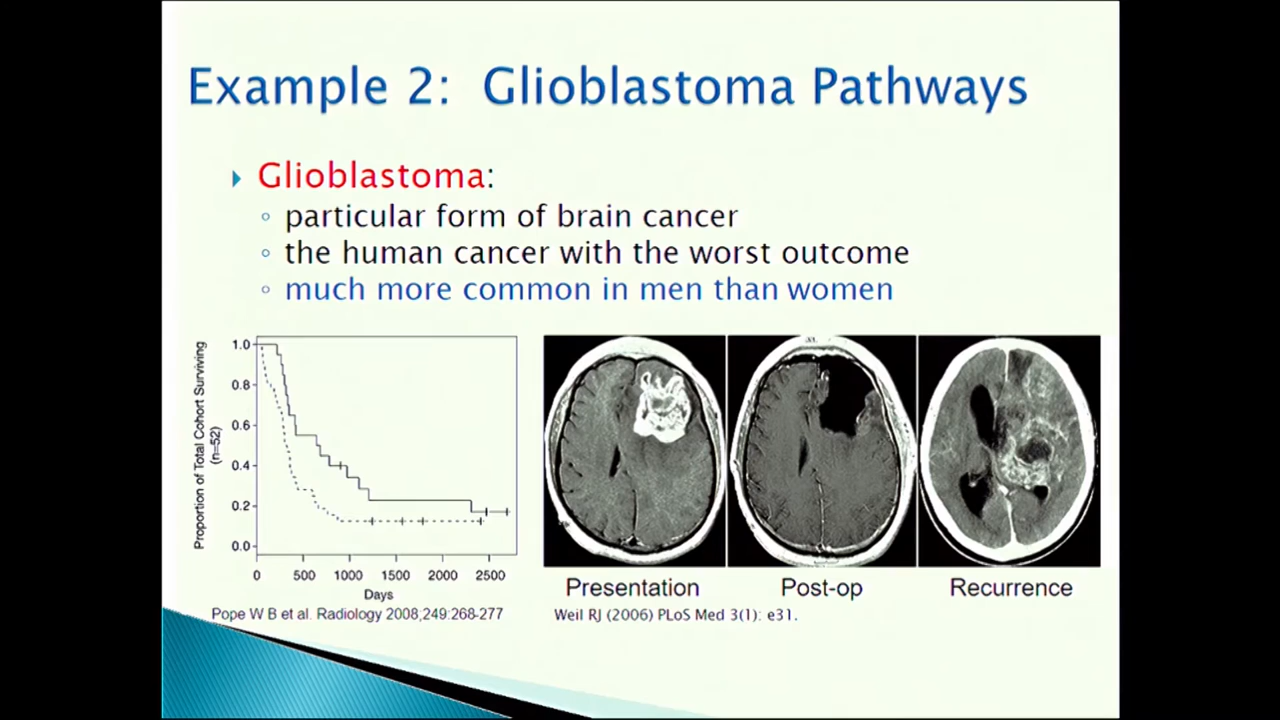 Example 2: Glioblastoma Pathways
Glioblastoma:
particular form of brain cancer
the human cancer with the worst outcome
much more common in men than women
Proportion of Total Cohort Surviving
(n=52)
1.0
0.8
0.6
0.4
0.2
0.0
0 500 1000 1500 2000 2500
Days
Pope W B et al. Radiology 2008;249:268-277
Presentation Post-op Recurrence
Weil RJ (2006) PLoS Med 3(1): e31.